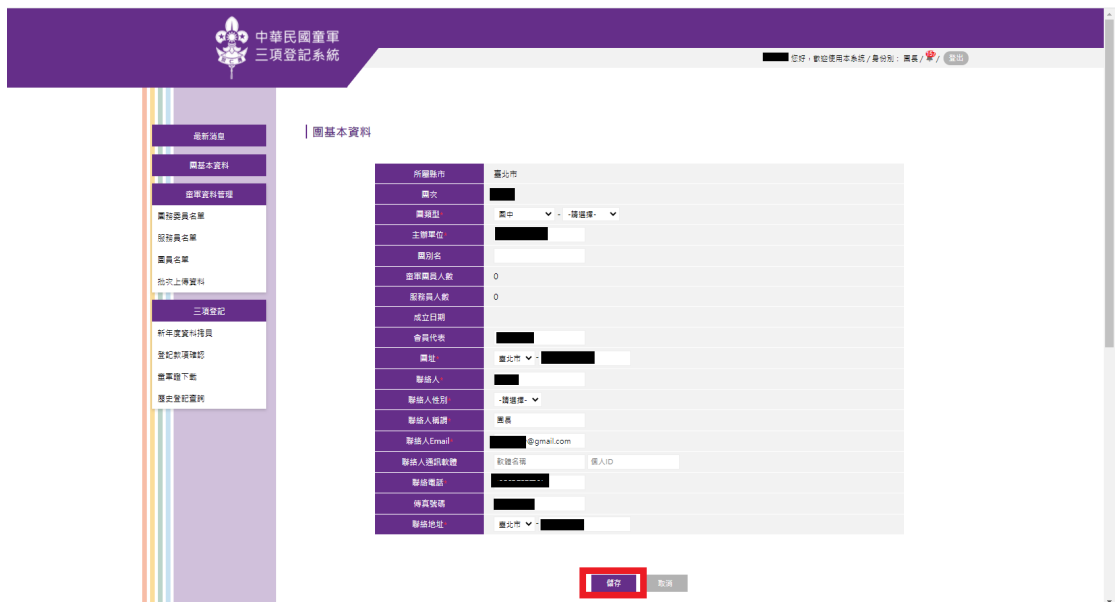 中華民國童軍
三項登記系統
您好,歡迎使用本系統/身份別: 團長/ / 登出
最新消息
團基本資料
童軍資料管理
團務委員名單
服務員名單
團員名單
批次上傳資料
三項登記
新年度資料拷貝
登記款項確認
童軍證下載
歷史登記查詢
團基本資料
所屬縣市 臺北市
團次
團類型* 國中 - -請選擇-
主辦單位*
團別名
童軍團員人數 0
服務員人數 0
成立日期
會員代表
團址* 臺北市 -
聯絡人*
聯絡人性別* -請選擇-
聯絡人稱謂* 團長
聯絡人Email* @gmail.com
聯絡人通訊軟體 軟體名稱 個人ID
聯絡電話*
傳真號碼
聯絡地址* 臺北市 -
儲存 取消